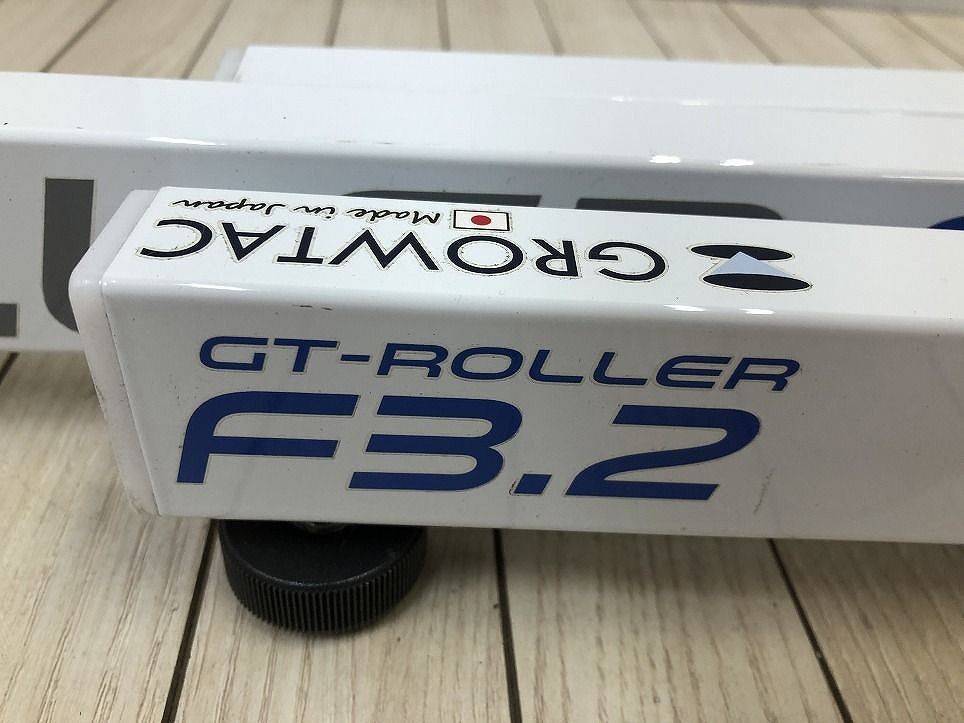 GROWTAC
Made in Japan
GT-ROLLER
F3.2